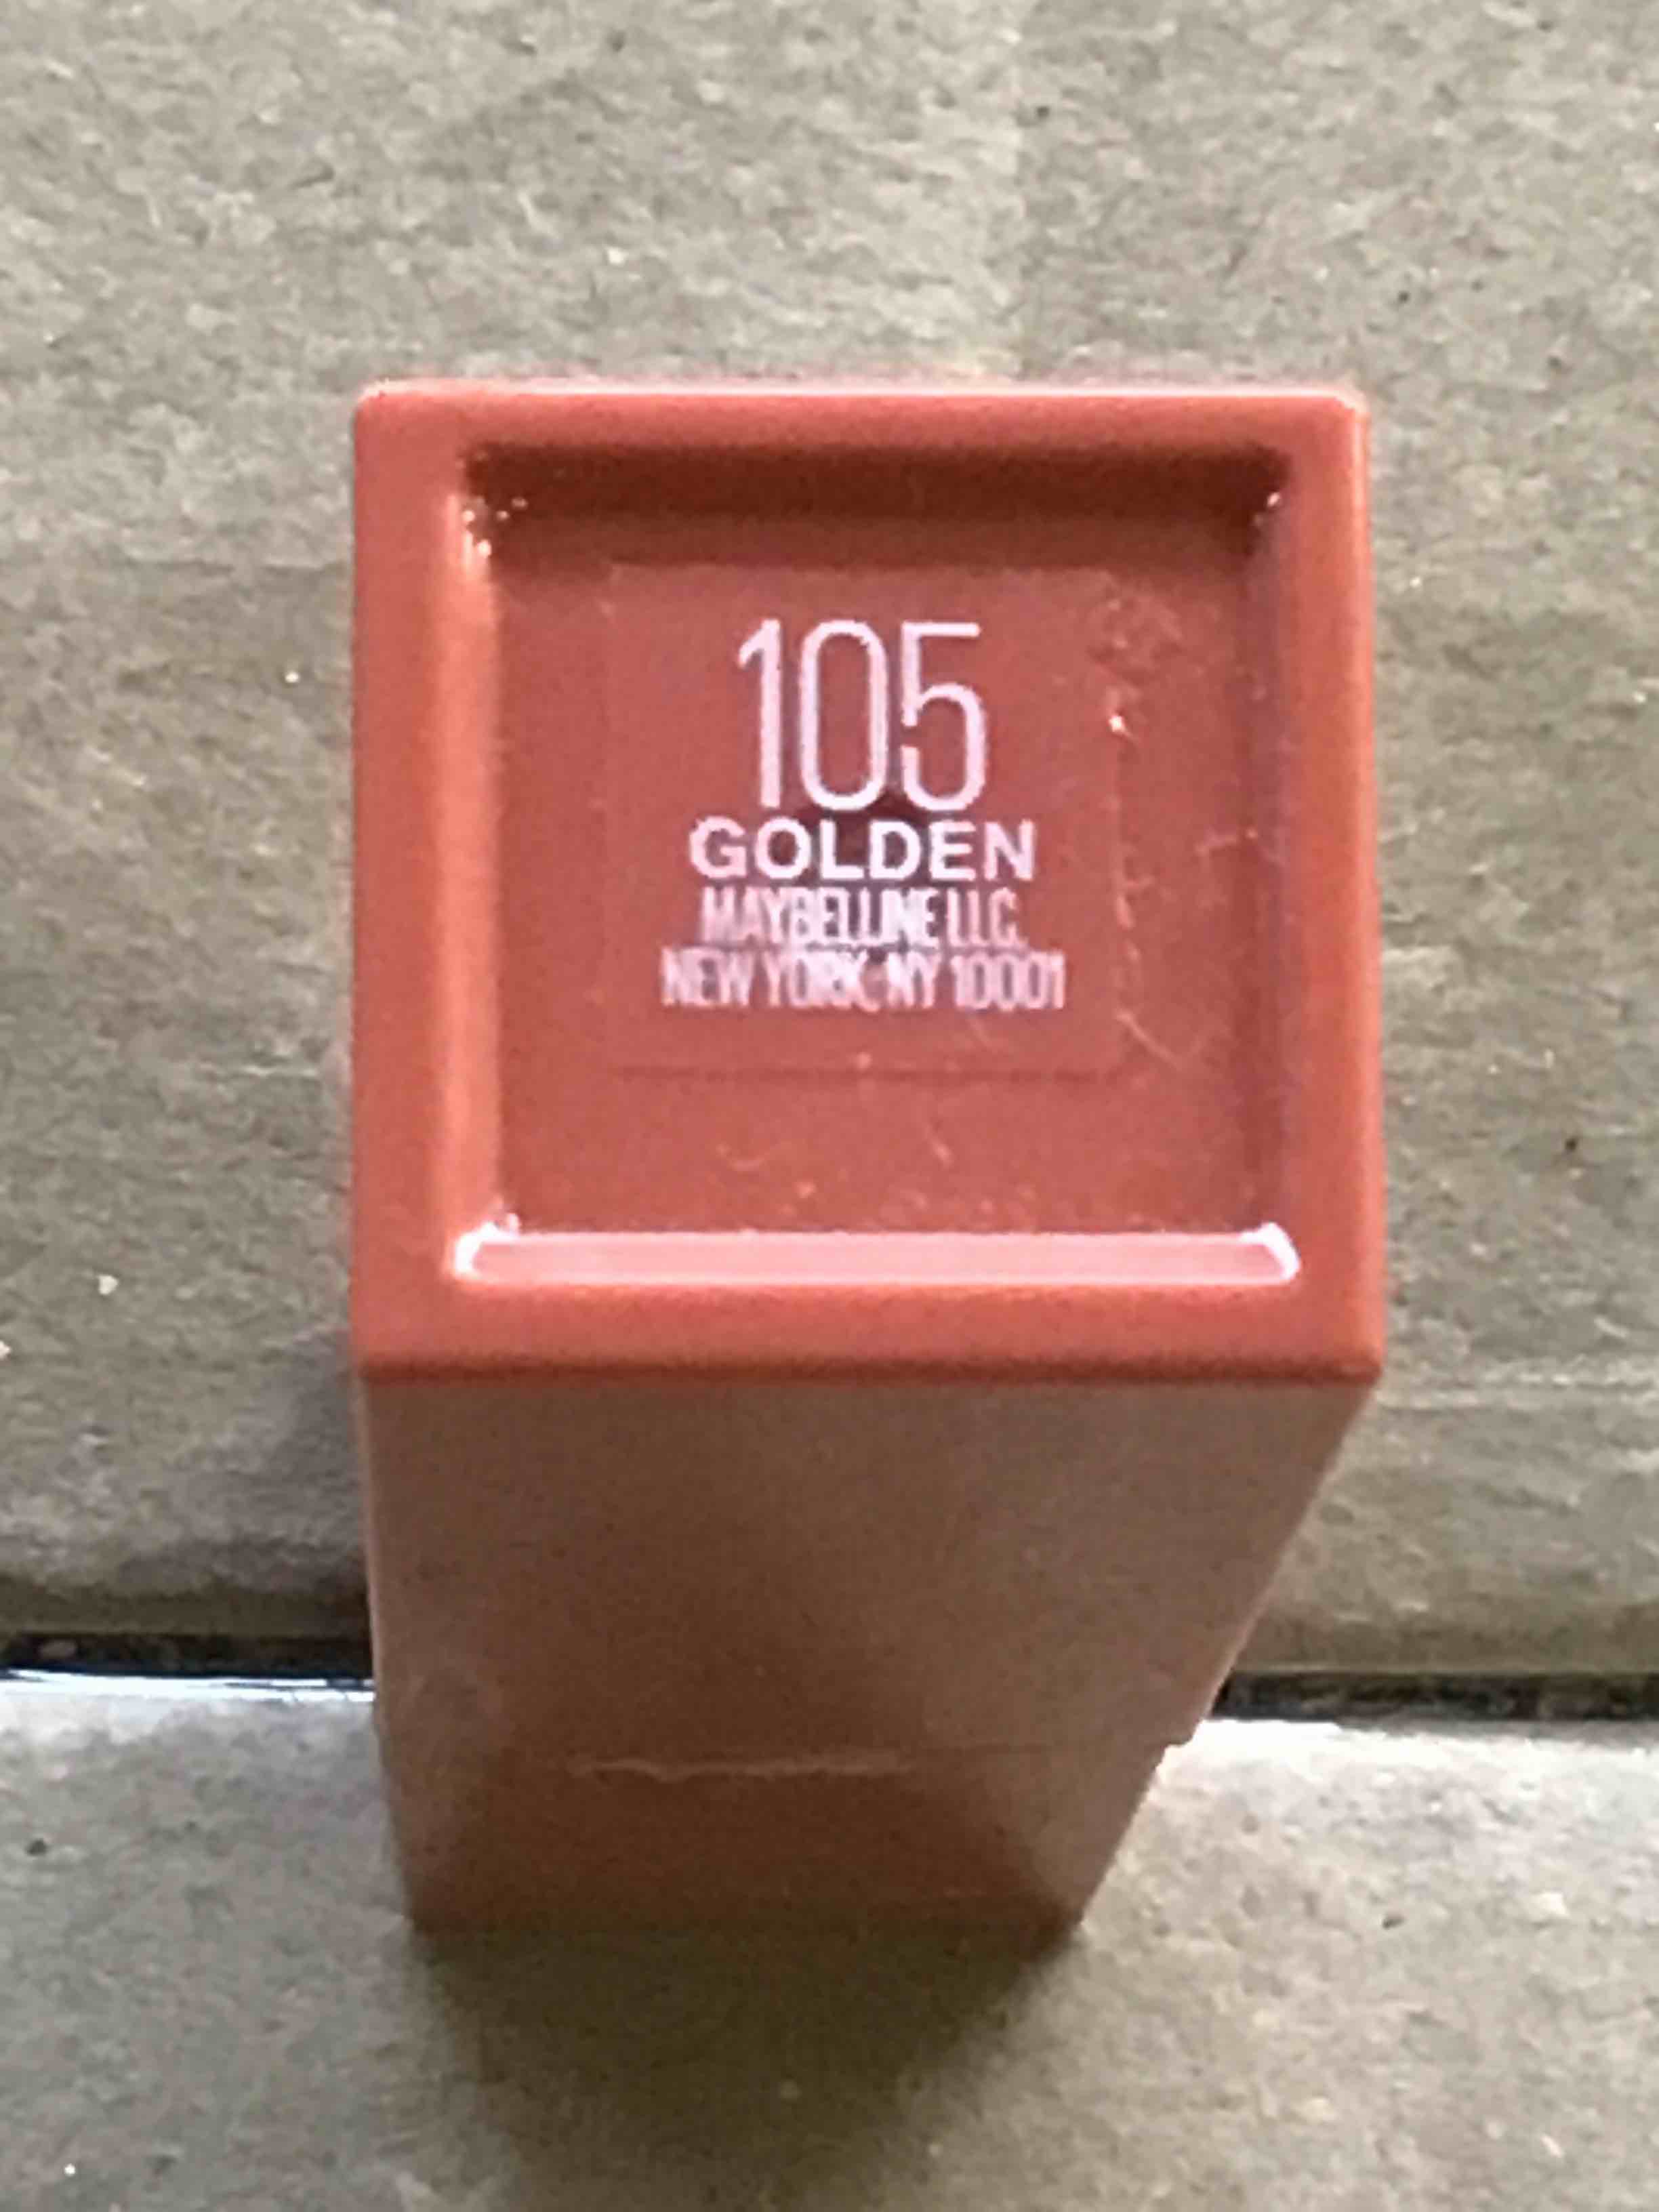 105
GOLDEN
MAYBELLINE LLC.
NEW YORK, NY 10001